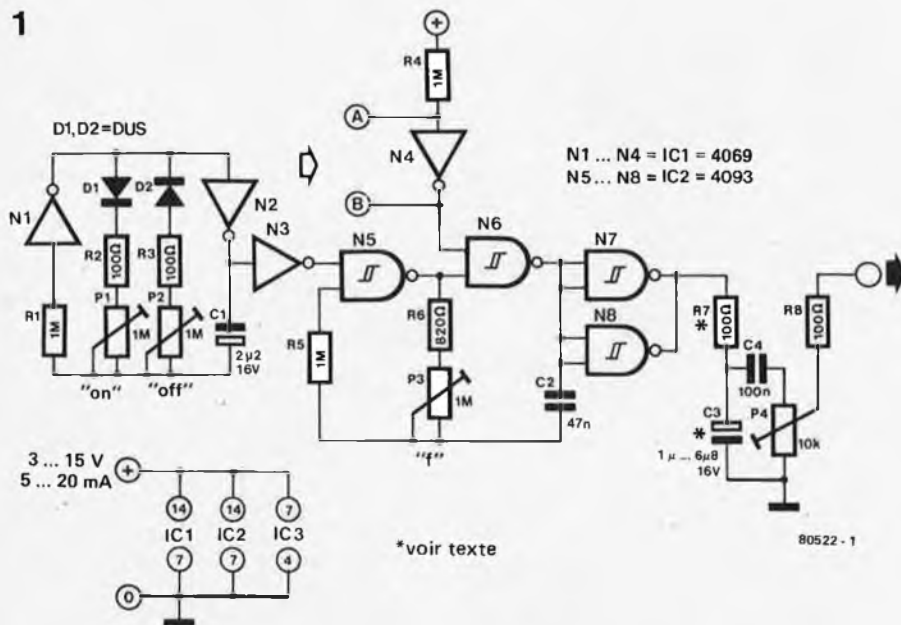 1
D1,D2=DUS
N1 ... N4 = IC1 = 4069
N5 ... N8 = IC2 = 4093
R4
1M
A
N4
B
N1
D1
D2
N2
N3
N5
N6
N7
N8
R1
1M
R2
100Ω
P1
1M
"on"
R3
100Ω
P2
1M
"off"
C1
2µ2
16V
R5
1M
R6
820Ω
P3
1M
"f"
C2
47n
R7
*
100Ω
C4
100n
C3
*
1µ ... 6µ8
16V
P4
10k
R8
100Ω
3 ... 15 V
5 ... 20 mA
+
14
14
7
IC1
IC2
IC3
7
7
4
0
*voir texte
80522 - 1